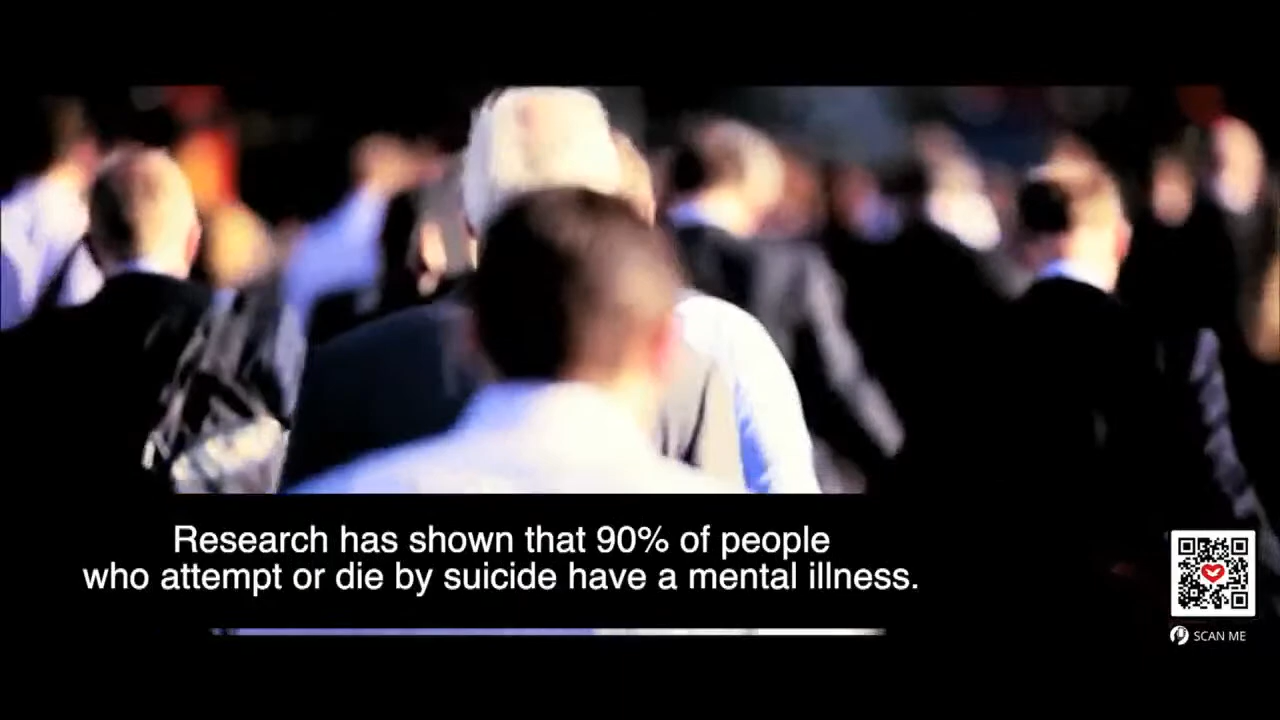 Research has shown that 90% of people
who attempt or die by suicide have a mental illness.
SCAN ME